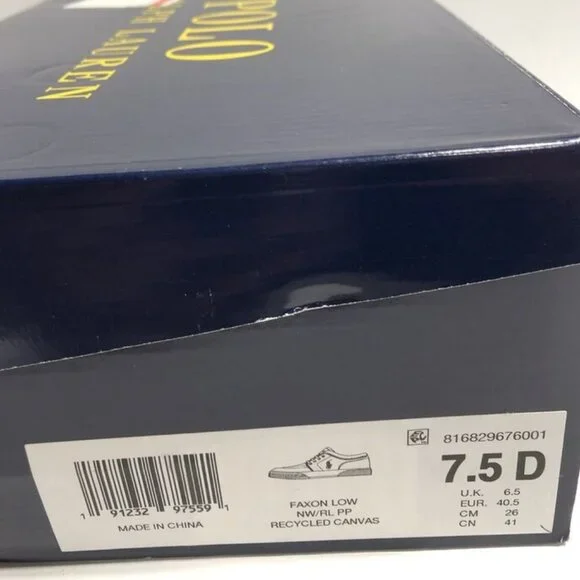 POLO
RALPH LAUREN
816829676001
7.5 D
U.K. 6.5
EUR. 40.5
CM 26
CN 41
FAXON LOW
NW/RL PP
RECYCLED CANVAS
1 91232 97559 1
MADE IN CHINA